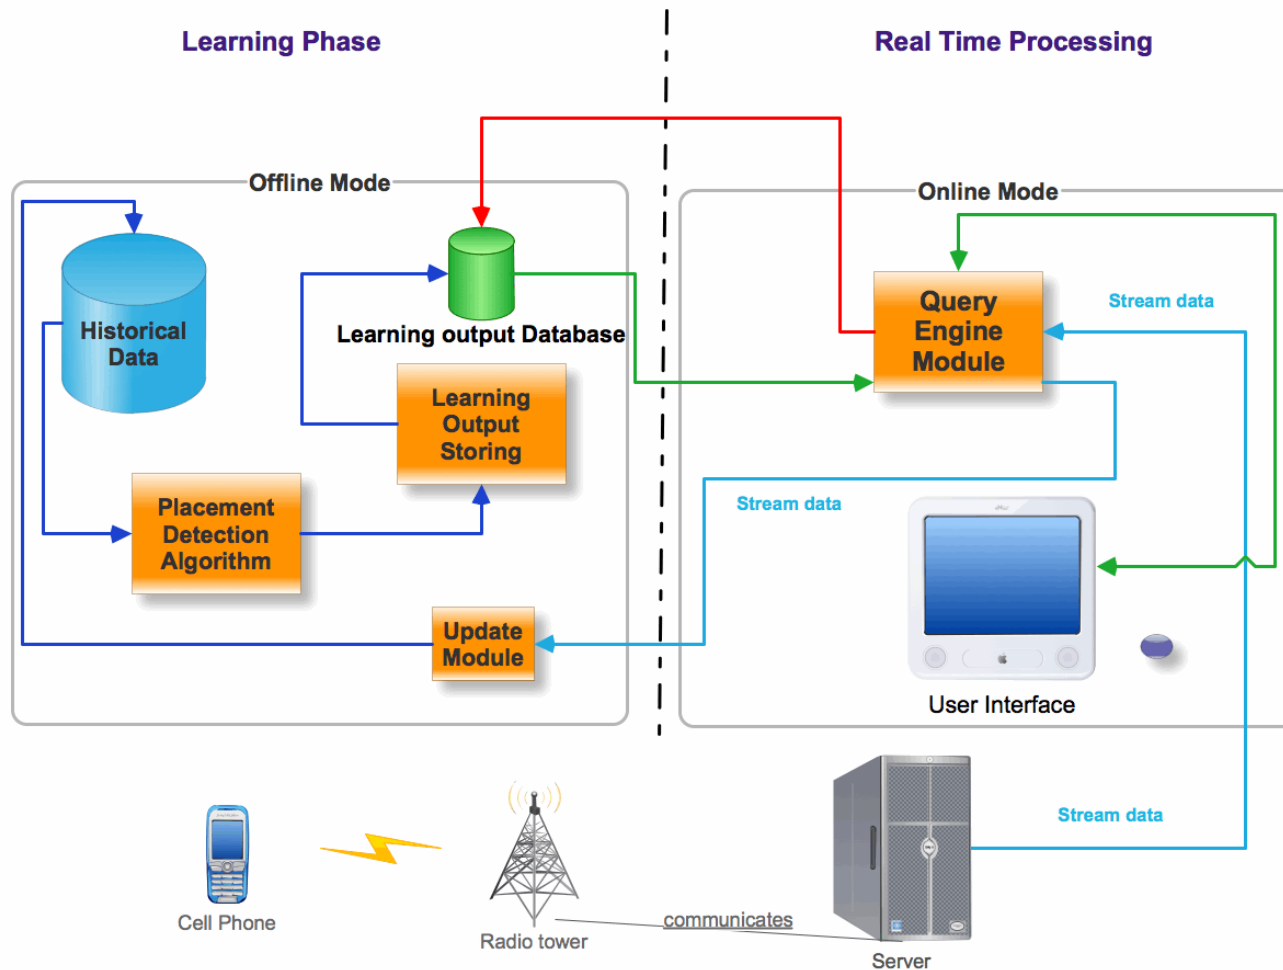 Learning Phase
Real Time Processing
Offline Mode
Online Mode
Historical
Data
Learning output Database
Query
Engine
Module
Stream data
Learning
Output
Storing
Placement
Detection
Algorithm
Stream data
Update
Module
User Interface
Stream data
Cell Phone
Radio tower
communicates
Server